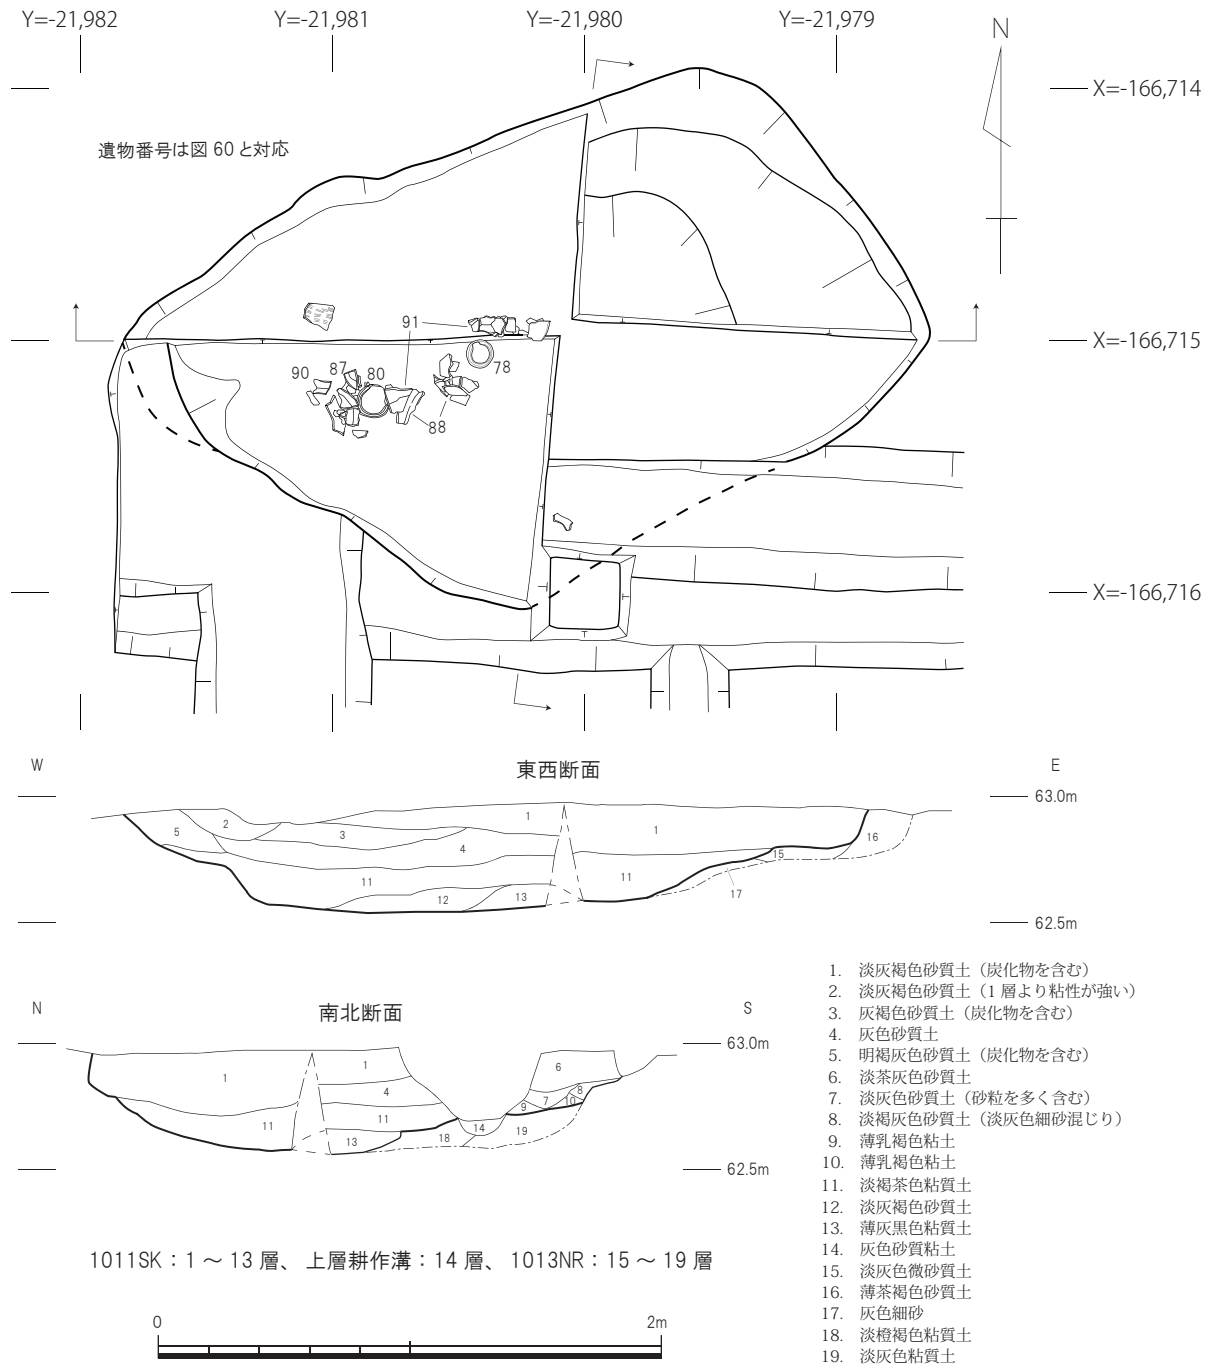 Y=-21,982 Y=-21,981 Y=-21,980 Y=-21,979
N
X=-166,714
遺物番号は図 60 と対応
91
X=-166,715
90 87 80 78
88
X=-166,716
W 東西断面 E
63.0m
1
2 1
5 3
4 16
15
11 11
12 13 17
62.5m
N 南北断面 S
63.0m
1 1 6
4 8
7 10
9
11 11
14 19
13 18
62.5m
1. 淡灰褐色砂質土（炭化物を含む）
2. 淡灰褐色砂質土（1 層より粘性が強い）
3. 灰褐色砂質土（炭化物を含む）
4. 灰色砂質土
5. 明褐灰色砂質土（炭化物を含む）
6. 淡茶灰色砂質土
7. 淡灰色砂質土（砂粒を多く含む）
8. 淡褐灰色砂質土（淡灰色細砂混じり）
9. 薄乳褐色粘土
10. 薄乳褐色粘土
11. 淡褐茶色粘質土
12. 淡灰褐色砂質土
13. 薄灰黒色粘質土
14. 灰色砂質粘土
15. 淡灰色微砂質土
16. 薄茶褐色砂質土
17. 灰色細砂
18. 淡橙褐色粘質土
19. 淡灰色粘質土
1011SK：1 〜 13 層、 上層耕作溝：14 層、 1013NR：15 〜 19 層
0 2m